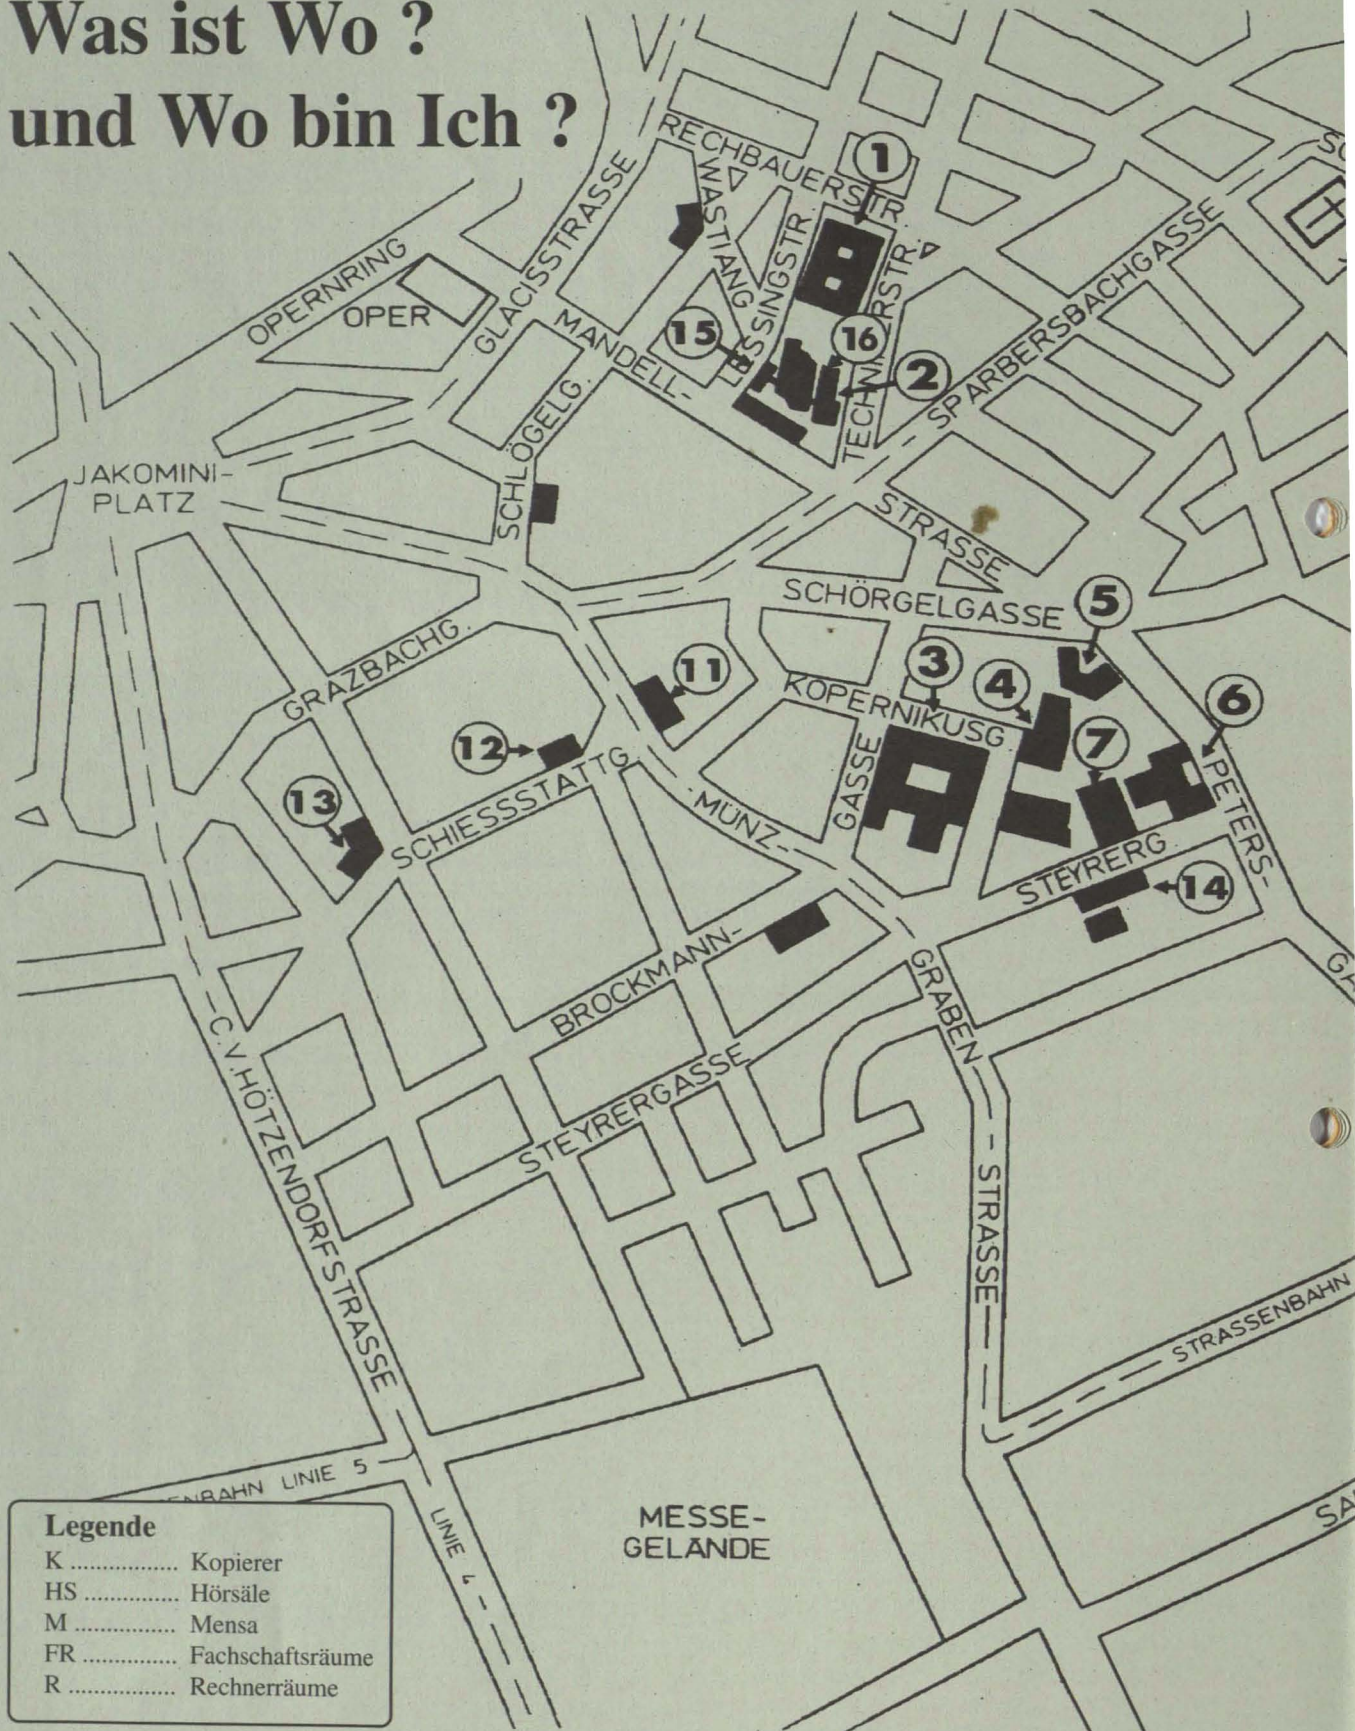 Was ist Wo ?
und Wo bin Ich ?
RECHBAUERSTR.
1
WASTIANG.
GLACISSTRASSE
OPERNRING
OPER
LESSINGSTR.
TECHNIKERSTR.
SPARBERSBACHGASSE
15
16
2
MANDELL-
STRASSE
SCHLÖGELG.
JAKOMINI-
PLATZ
SCHÖRGELGASSE
5
3
4
11
KOPERNIKUSG.
GASSE
6
7
GRAZBACHG.
12
13
SCHIESSSTATTG.
MÜNZ-
PETERS-
STEYRERG.
14
BROCKMANN-
GRABEN-
STRASSE
C.V.HÖTZENDORFSTRASSE
STEYRERGASSE
STRASSENBAHN
ENBAHN LINIE 5
LINIE 4
MESSE-
GELÄNDE
Legende
K ................. Kopierer
HS ............... Hörsäle
M ................ Mensa
FR ............... Fachschaftsräume
R ................. Rechnerräume